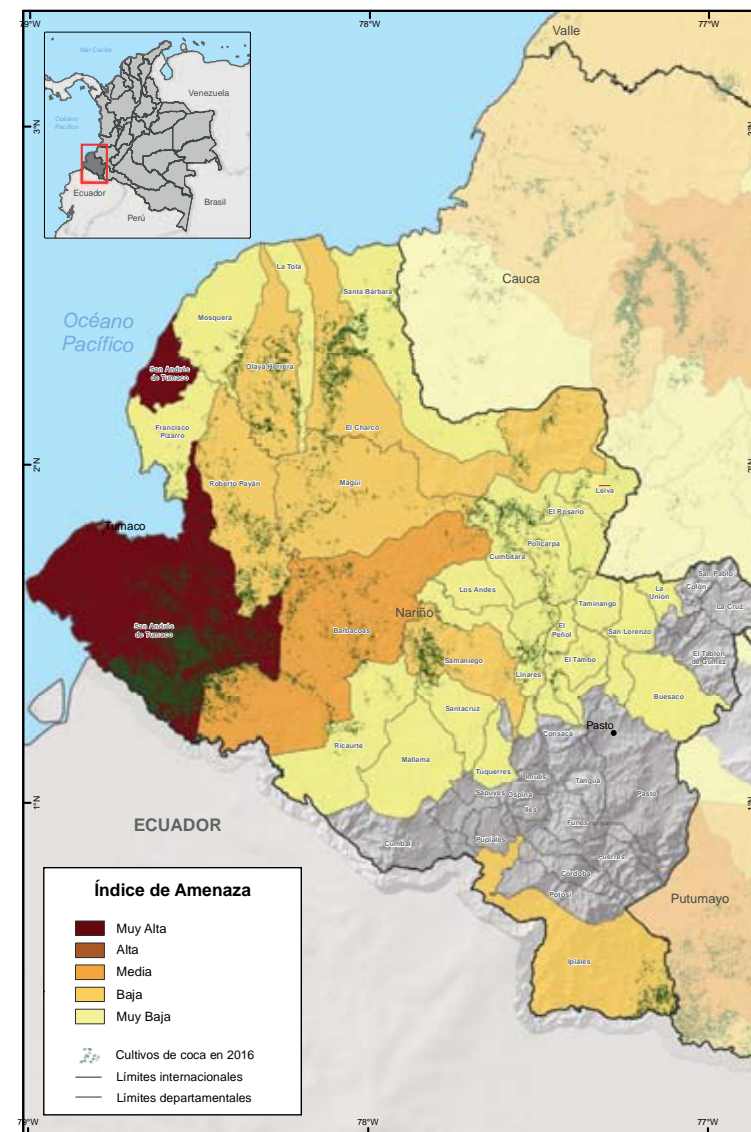 79°W
78°W
77°W
Valle
Mar Caribe
Venezuela
Océano
Pacífico
Ecuador
Perú
Brasil
3°N
Cauca
La Tola
Santa Bárbara
Mosquera
Océano
Pacífico
San Andrés
de Tumaco
Olaya Herrera
Francisco
Pizarro
El Charco
2°N
Roberto Payán
Magüí
Leiva
El Rosario
Tumaco
Policarpa
Cumbitara
San Pablo
Colón
Los Andes
La
Unión
La Cruz
Taminango
Nariño
San Andrés
de Tumaco
Barbacoas
El
Peñol
San Lorenzo
El Tablón
de Gómez
Samaniego
Linares
El Tambo
Buesaco
Santacruz
Pasto
Consacá
Ricaurte
Mallama
Túquerres
Imués
Tangua
Pasto
Sapuyes
Ospina
Iles
1°N
ECUADOR
Funes
Cumbal
Pupiales
Puerres
Córdoba
Potosí
Putumayo
Ipiales
Índice de Amenaza
Muy Alta
Alta
Media
Baja
Muy Baja
Cultivos de coca en 2016
Límites internacionales
Límites departamentales
79°W
78°W
77°W